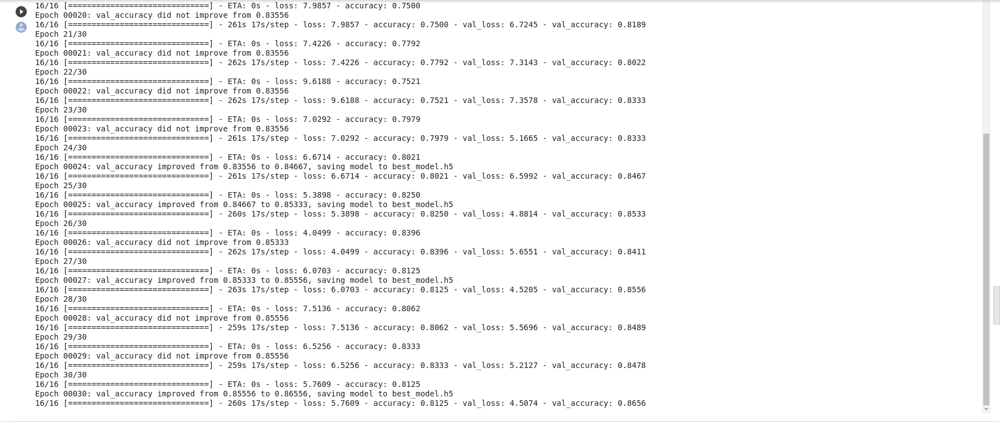 16/16 [==============================] - ETA: 0s - loss: 7.9857 - accuracy: 0.7500
Epoch 00020: val_accuracy did not improve from 0.83556
16/16 [==============================] - 261s 17s/step - loss: 7.9857 - accuracy: 0.7500 - val_loss: 6.7245 - val_accuracy: 0.8189
Epoch 21/30
16/16 [==============================] - ETA: 0s - loss: 7.4226 - accuracy: 0.7792
Epoch 00021: val_accuracy did not improve from 0.83556
16/16 [==============================] - 262s 17s/step - loss: 7.4226 - accuracy: 0.7792 - val_loss: 7.3143 - val_accuracy: 0.8022
Epoch 22/30
16/16 [==============================] - ETA: 0s - loss: 9.6188 - accuracy: 0.7521
Epoch 00022: val_accuracy did not improve from 0.83556
16/16 [==============================] - 262s 17s/step - loss: 9.6188 - accuracy: 0.7521 - val_loss: 7.3578 - val_accuracy: 0.8333
Epoch 23/30
16/16 [==============================] - ETA: 0s - loss: 7.0292 - accuracy: 0.7979
Epoch 00023: val_accuracy did not improve from 0.83556
16/16 [==============================] - 261s 17s/step - loss: 7.0292 - accuracy: 0.7979 - val_loss: 5.1665 - val_accuracy: 0.8333
Epoch 24/30
16/16 [==============================] - ETA: 0s - loss: 6.6714 - accuracy: 0.8021
Epoch 00024: val_accuracy improved from 0.83556 to 0.84667, saving model to best_model.h5
16/16 [==============================] - 261s 17s/step - loss: 6.6714 - accuracy: 0.8021 - val_loss: 6.5992 - val_accuracy: 0.8467
Epoch 25/30
16/16 [==============================] - ETA: 0s - loss: 5.3898 - accuracy: 0.8250
Epoch 00025: val_accuracy improved from 0.84667 to 0.85333, saving model to best_model.h5
16/16 [==============================] - 260s 17s/step - loss: 5.3898 - accuracy: 0.8250 - val_loss: 4.8814 - val_accuracy: 0.8533
Epoch 26/30
16/16 [==============================] - ETA: 0s - loss: 4.0499 - accuracy: 0.8396
Epoch 00026: val_accuracy did not improve from 0.85333
16/16 [==============================] - 262s 17s/step - loss: 4.0499 - accuracy: 0.8396 - val_loss: 5.6551 - val_accuracy: 0.8411
Epoch 27/30
16/16 [==============================] - ETA: 0s - loss: 6.0703 - accuracy: 0.8125
Epoch 00027: val_accuracy improved from 0.85333 to 0.85556, saving model to best_model.h5
16/16 [==============================] - 263s 17s/step - loss: 6.0703 - accuracy: 0.8125 - val_loss: 4.5205 - val_accuracy: 0.8556
Epoch 28/30
16/16 [==============================] - ETA: 0s - loss: 7.5136 - accuracy: 0.8062
Epoch 00028: val_accuracy did not improve from 0.85556
16/16 [==============================] - 259s 17s/step - loss: 7.5136 - accuracy: 0.8062 - val_loss: 5.5696 - val_accuracy: 0.8489
Epoch 29/30
16/16 [==============================] - ETA: 0s - loss: 6.5256 - accuracy: 0.8333
Epoch 00029: val_accuracy did not improve from 0.85556
16/16 [==============================] - 259s 17s/step - loss: 6.5256 - accuracy: 0.8333 - val_loss: 5.2127 - val_accuracy: 0.8478
Epoch 30/30
16/16 [==============================] - ETA: 0s - loss: 5.7609 - accuracy: 0.8125
Epoch 00030: val_accuracy improved from 0.85556 to 0.86556, saving model to best_model.h5
16/16 [==============================] - 260s 17s/step - loss: 5.7609 - accuracy: 0.8125 - val_loss: 4.5074 - val_accuracy: 0.8656